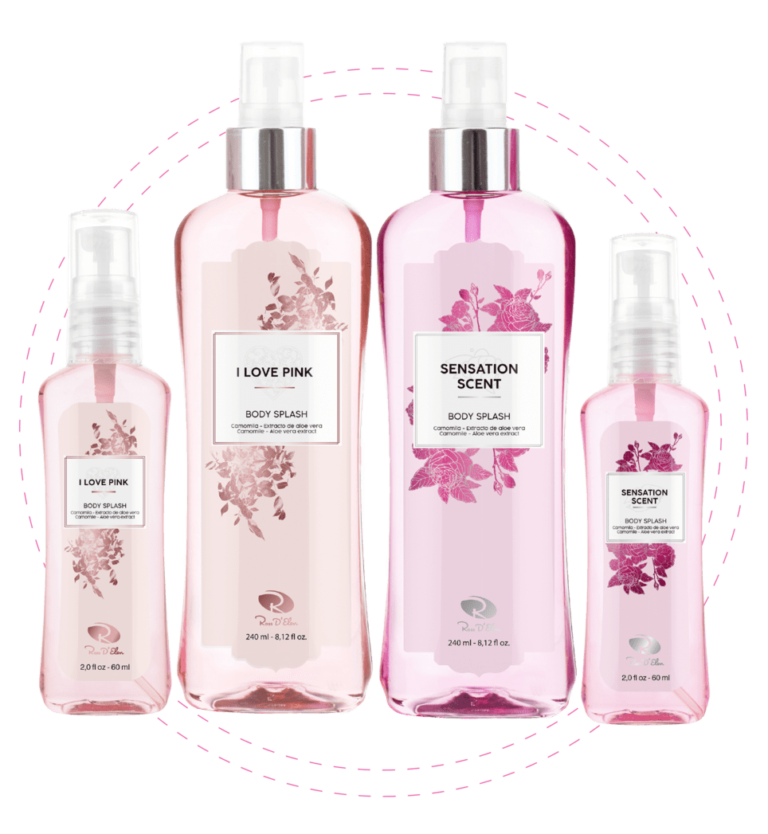 I LOVE PINK
BODY SPLASH
Camomila - Extracto de aloe vera
Camomile - Aloe vera extract
2,0 fl oz - 60 ml
I LOVE PINK
BODY SPLASH
Camomila - Extracto de aloe vera
Camomile - Aloe vera extract
240 ml - 8,12 fl oz.
SENSATION
SCENT
BODY SPLASH
Camomila - Extracto de aloe vera
Camomile - Aloe vera extract
240 ml - 8,12 fl oz.
SENSATION
SCENT
BODY SPLASH
Camomila - Extracto de aloe vera
Camomile - Aloe vera extract
2,0 fl oz - 60 ml